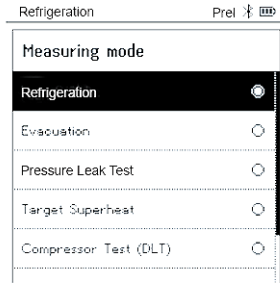 Refrigeration Prel
Measuring mode
Refrigeration
Evacuation
Pressure Leak Test
Target Superheat
Compressor Test (DLT)